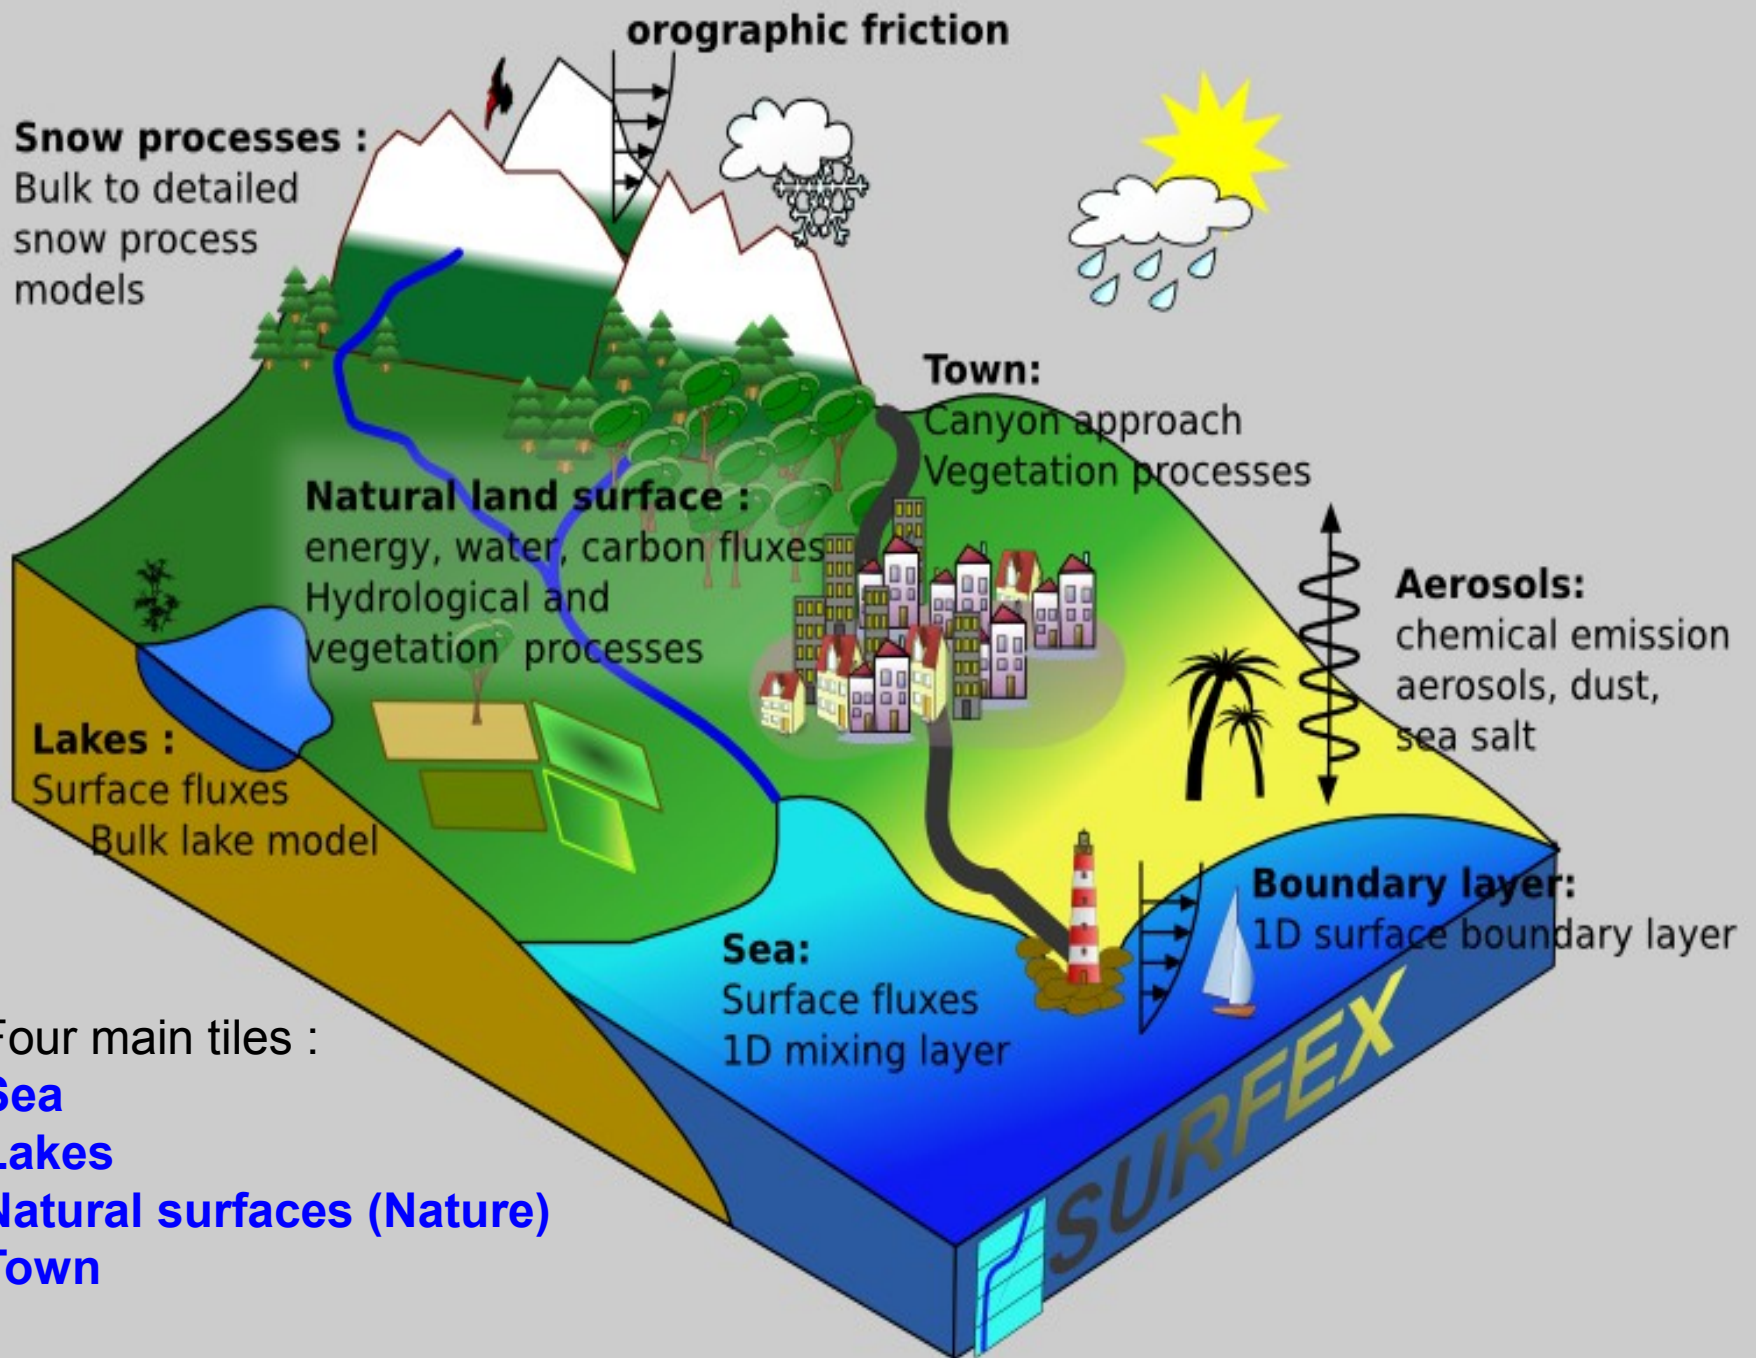 orographic friction
Snow processes :
Bulk to detailed
snow process
models
Town:
Canyon approach
Vegetation processes
Natural land surface :
energy, water, carbon fluxes
Hydrological and
vegetation processes
Aerosols:
chemical emission
aerosols, dust,
sea salt
Lakes :
Surface fluxes
Bulk lake model
Boundary layer:
1D surface boundary layer
Sea:
Surface fluxes
1D mixing layer
Four main tiles :
Sea
Lakes
Natural surfaces (Nature)
Town
SURFEX